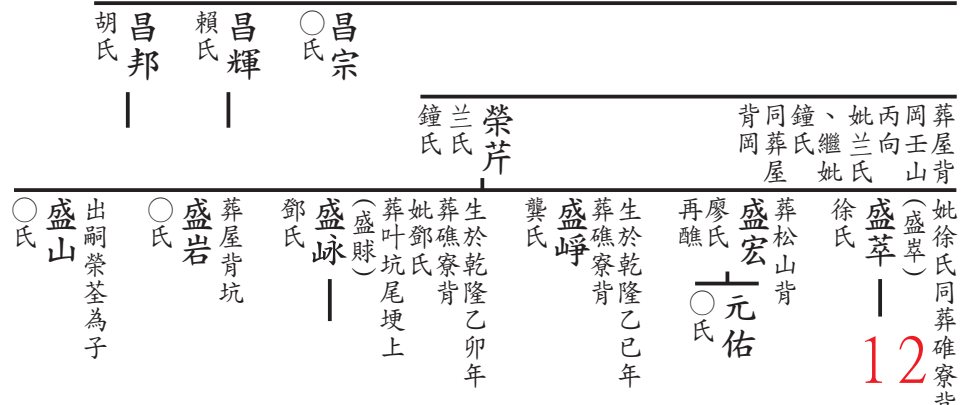 昌宗
○氏
昌輝
賴氏
昌邦
胡氏
葬屋背
岡壬山
丙向
妣兰氏
、繼妣
鐘氏
同葬屋
背岡
榮芹
兰氏
鐘氏
妣徐氏同葬碓寮背
(盛崒)
盛萃
徐氏
12
葬松山背
盛宏
廖氏
再醮
元佑
○氏
生於乾隆乙巳年
葬礁寮背
盛崢
龔氏
生於乾隆乙卯年
葬礁寮背
妣鄧氏
葬叶坑尾埂上
(盛賕)
盛咏
鄧氏
葬屋背坑
盛岩
○氏
出嗣榮荃為子
盛山
○氏